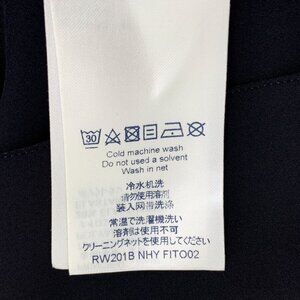 30
Cold machine wash
Do not used a solvent
Wash in net
冷水机洗
请勿使用溶剂
装入网带洗涤
常温で洗濯機洗い
溶剤は使用不可
クリーニングネットを使用してください
RW201B NHY FITO02